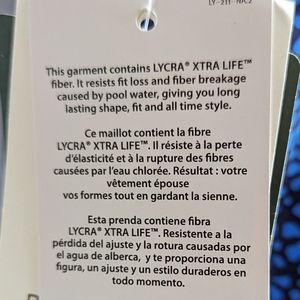 LY-211-NA.2
This garment contains LYCRA® XTRA LIFE™
fiber. It resists fit loss and fiber breakage
caused by pool water, giving you long
lasting shape, fit and all time style.
Ce maillot contient la fibre
LYCRA® XTRA LIFE™. Il résiste à la perte
d'élasticité et à la rupture des fibres
causées par l'eau chlorée. Résultat : votre
vêtement épouse
vos formes tout en gardant la sienne.
Esta prenda contiene fibra
LYCRA® XTRA LIFE™. Resistente a la
pérdida del ajuste y la rotura causadas por
el agua de alberca, y te proporciona una
figura, un ajuste y un estilo duraderos en
todo momento.